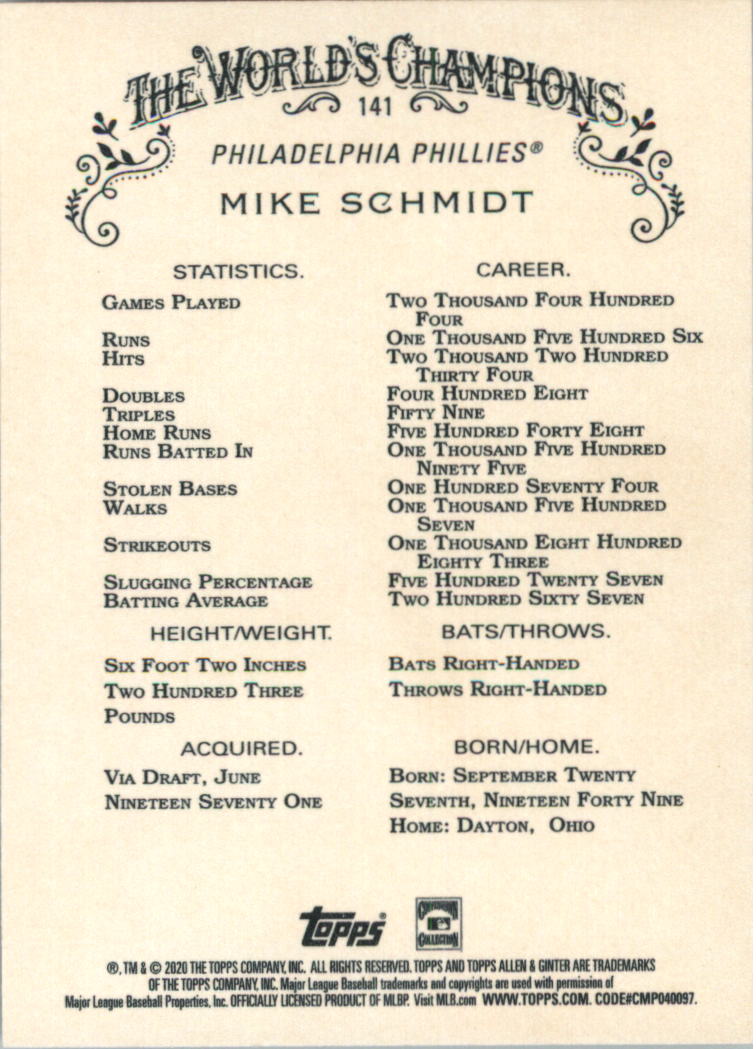 THE WORLD'S CHAMPIONS
141
PHILADELPHIA PHILLIES®
MIKE SCHMIDT
STATISTICS. CAREER.
GAMES PLAYED TWO THOUSAND FOUR HUNDRED
FOUR
RUNS ONE THOUSAND FIVE HUNDRED SIX
HITS TWO THOUSAND TWO HUNDRED
THIRTY FOUR
DOUBLES FOUR HUNDRED EIGHT
TRIPLES FIFTY NINE
HOME RUNS FIVE HUNDRED FORTY EIGHT
RUNS BATTED IN ONE THOUSAND FIVE HUNDRED
NINETY FIVE
STOLEN BASES ONE HUNDRED SEVENTY FOUR
WALKS ONE THOUSAND FIVE HUNDRED
SEVEN
STRIKEOUTS ONE THOUSAND EIGHT HUNDRED
EIGHTY THREE
SLUGGING PERCENTAGE FIVE HUNDRED TWENTY SEVEN
BATTING AVERAGE TWO HUNDRED SIXTY SEVEN
HEIGHT/WEIGHT. BATS/THROWS.
SIX FOOT TWO INCHES BATS RIGHT-HANDED
TWO HUNDRED THREE THROWS RIGHT-HANDED
POUNDS
ACQUIRED. BORN/HOME.
VIA DRAFT, JUNE BORN: SEPTEMBER TWENTY
NINETEEN SEVENTY ONE SEVENTH, NINETEEN FORTY NINE
HOME: DAYTON, OHIO
Topps® COOPERSTOWN
COLLECTION
®, TM & © 2020 THE TOPPS COMPANY, INC. ALL RIGHTS RESERVED. TOPPS AND TOPPS ALLEN & GINTER ARE TRADEMARKS
OF THE TOPPS COMPANY, INC. Major League Baseball trademarks and copyrights are used with permission of
Major League Baseball Properties, Inc. OFFICIALLY LICENSED PRODUCT OF MLBP. Visit MLB.com WWW.TOPPS.COM. CODE#CMP040097.